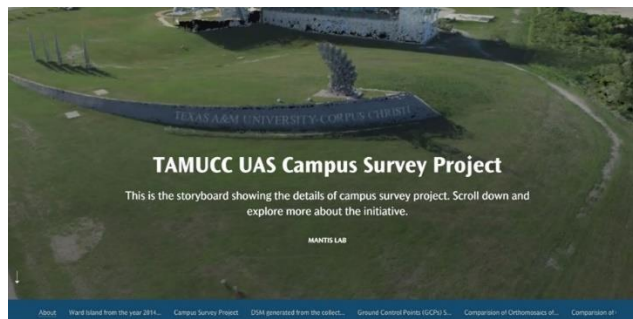 TEXAS A&M UNIVERSITY-CORPUS CHRISTI
TAMUCC UAS Campus Survey Project
This is the storyboard showing the details of campus survey project. Scroll down and
explore more about the initiative.
MANTIS LAB
About Ward Island from the year 2014... Campus Survey Project DSM generated from the collect... Ground Control Points (GCPs) S... Comparision of Orthomosaics of... Comparision of